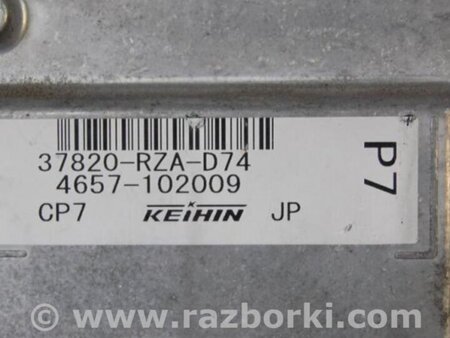 37820-RZA-D74
4657-102009
CP7 KEIHIN JP
P7
© www.razborki.com